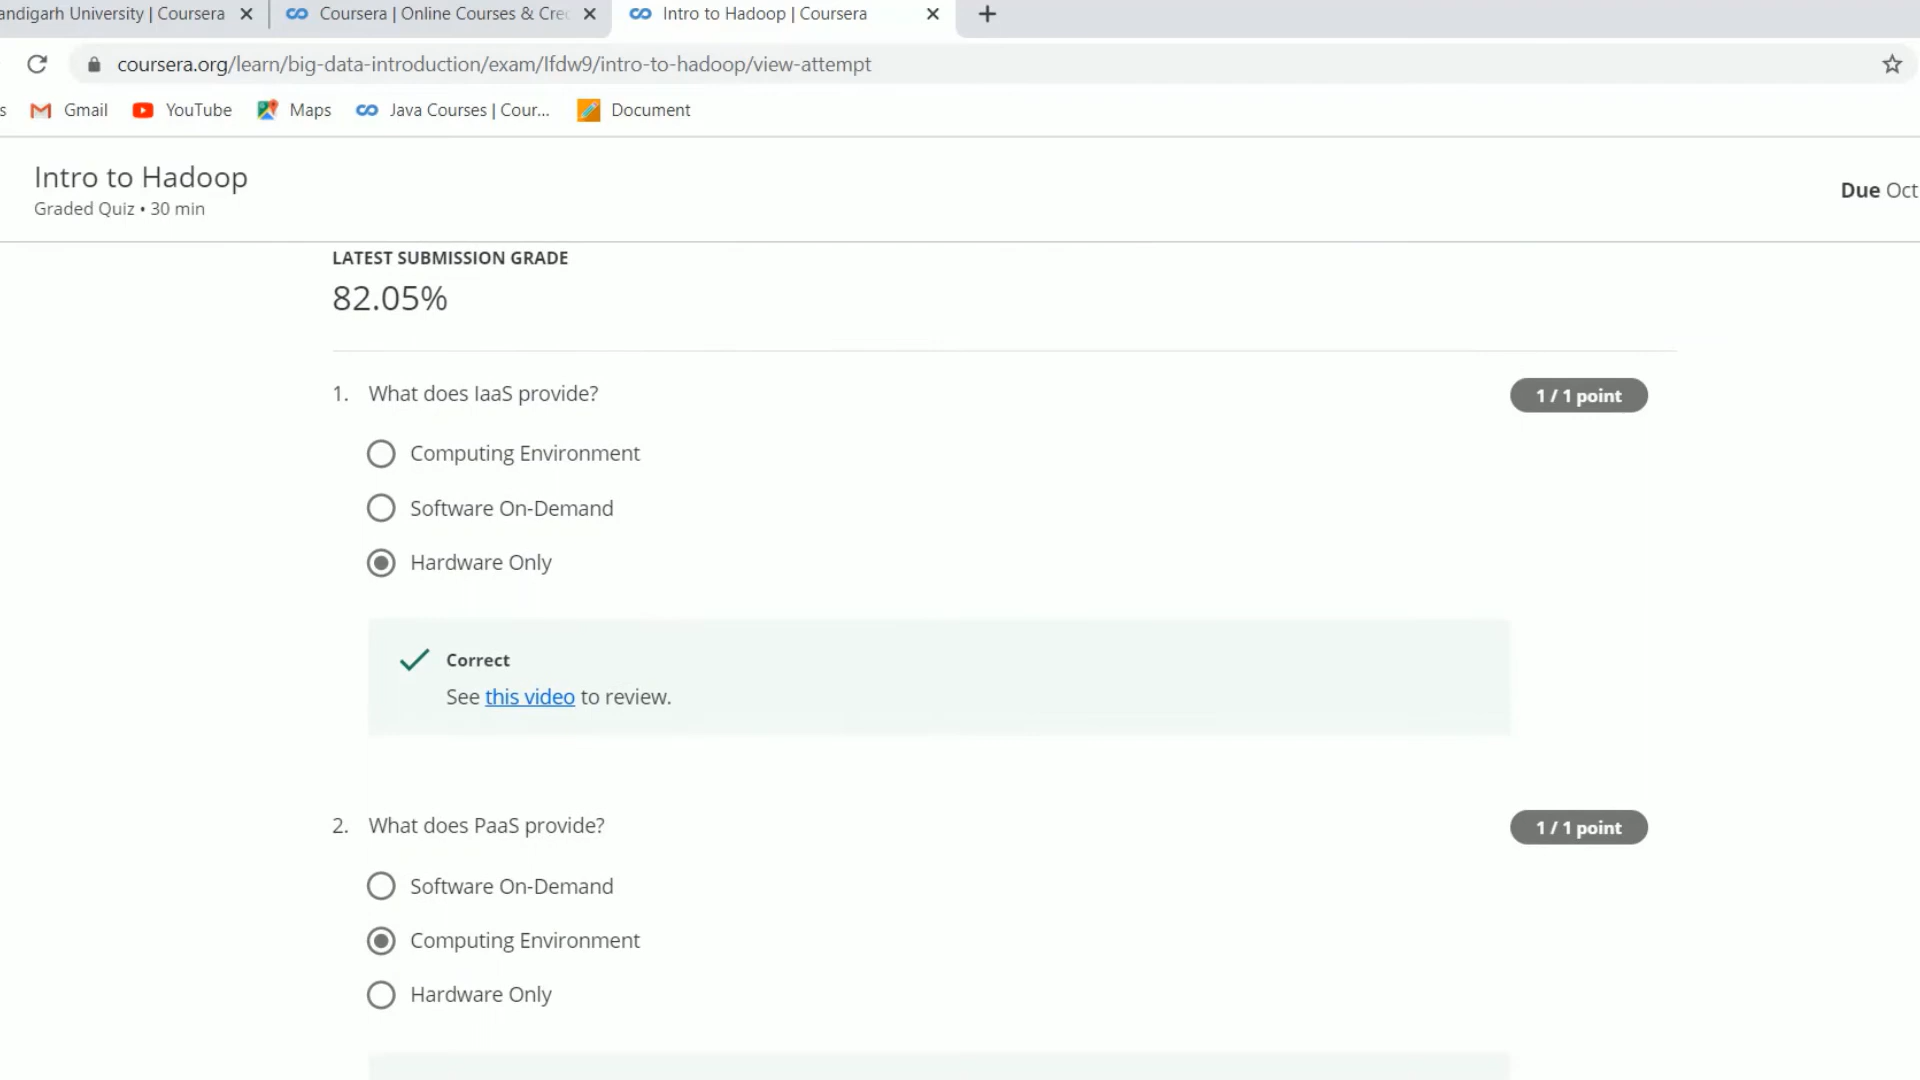 andigarh University | Coursera
Coursera | Online Courses & Cre
Intro to Hadoop | Coursera
coursera.org/learn/big-data-introduction/exam/lfdw9/intro-to-hadoop/view-attempt
s
Gmail
YouTube
Maps
Java Courses | Cour...
Document
Intro to Hadoop
Graded Quiz • 30 min
Due Oct
LATEST SUBMISSION GRADE
82.05%
1. What does IaaS provide?
1 / 1 point
Computing Environment
Software On-Demand
Hardware Only
Correct
See this video to review.
2. What does PaaS provide?
1 / 1 point
Software On-Demand
Computing Environment
Hardware Only